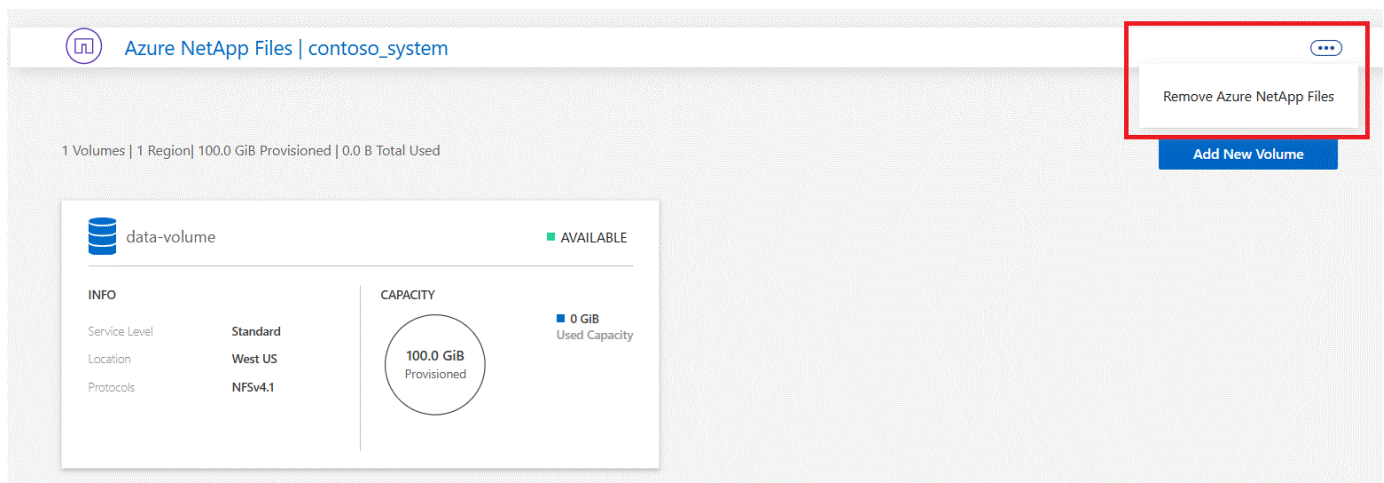 Azure NetApp Files | contoso_system
Remove Azure NetApp Files
1 Volumes | 1 Region| 100.0 GiB Provisioned | 0.0 B Total Used
Add New Volume
data-volume
AVAILABLE
INFO
Service Level Standard
Location West US
Protocols NFSv4.1
CAPACITY
100.0 GiB
Provisioned
0 GiB
Used Capacity